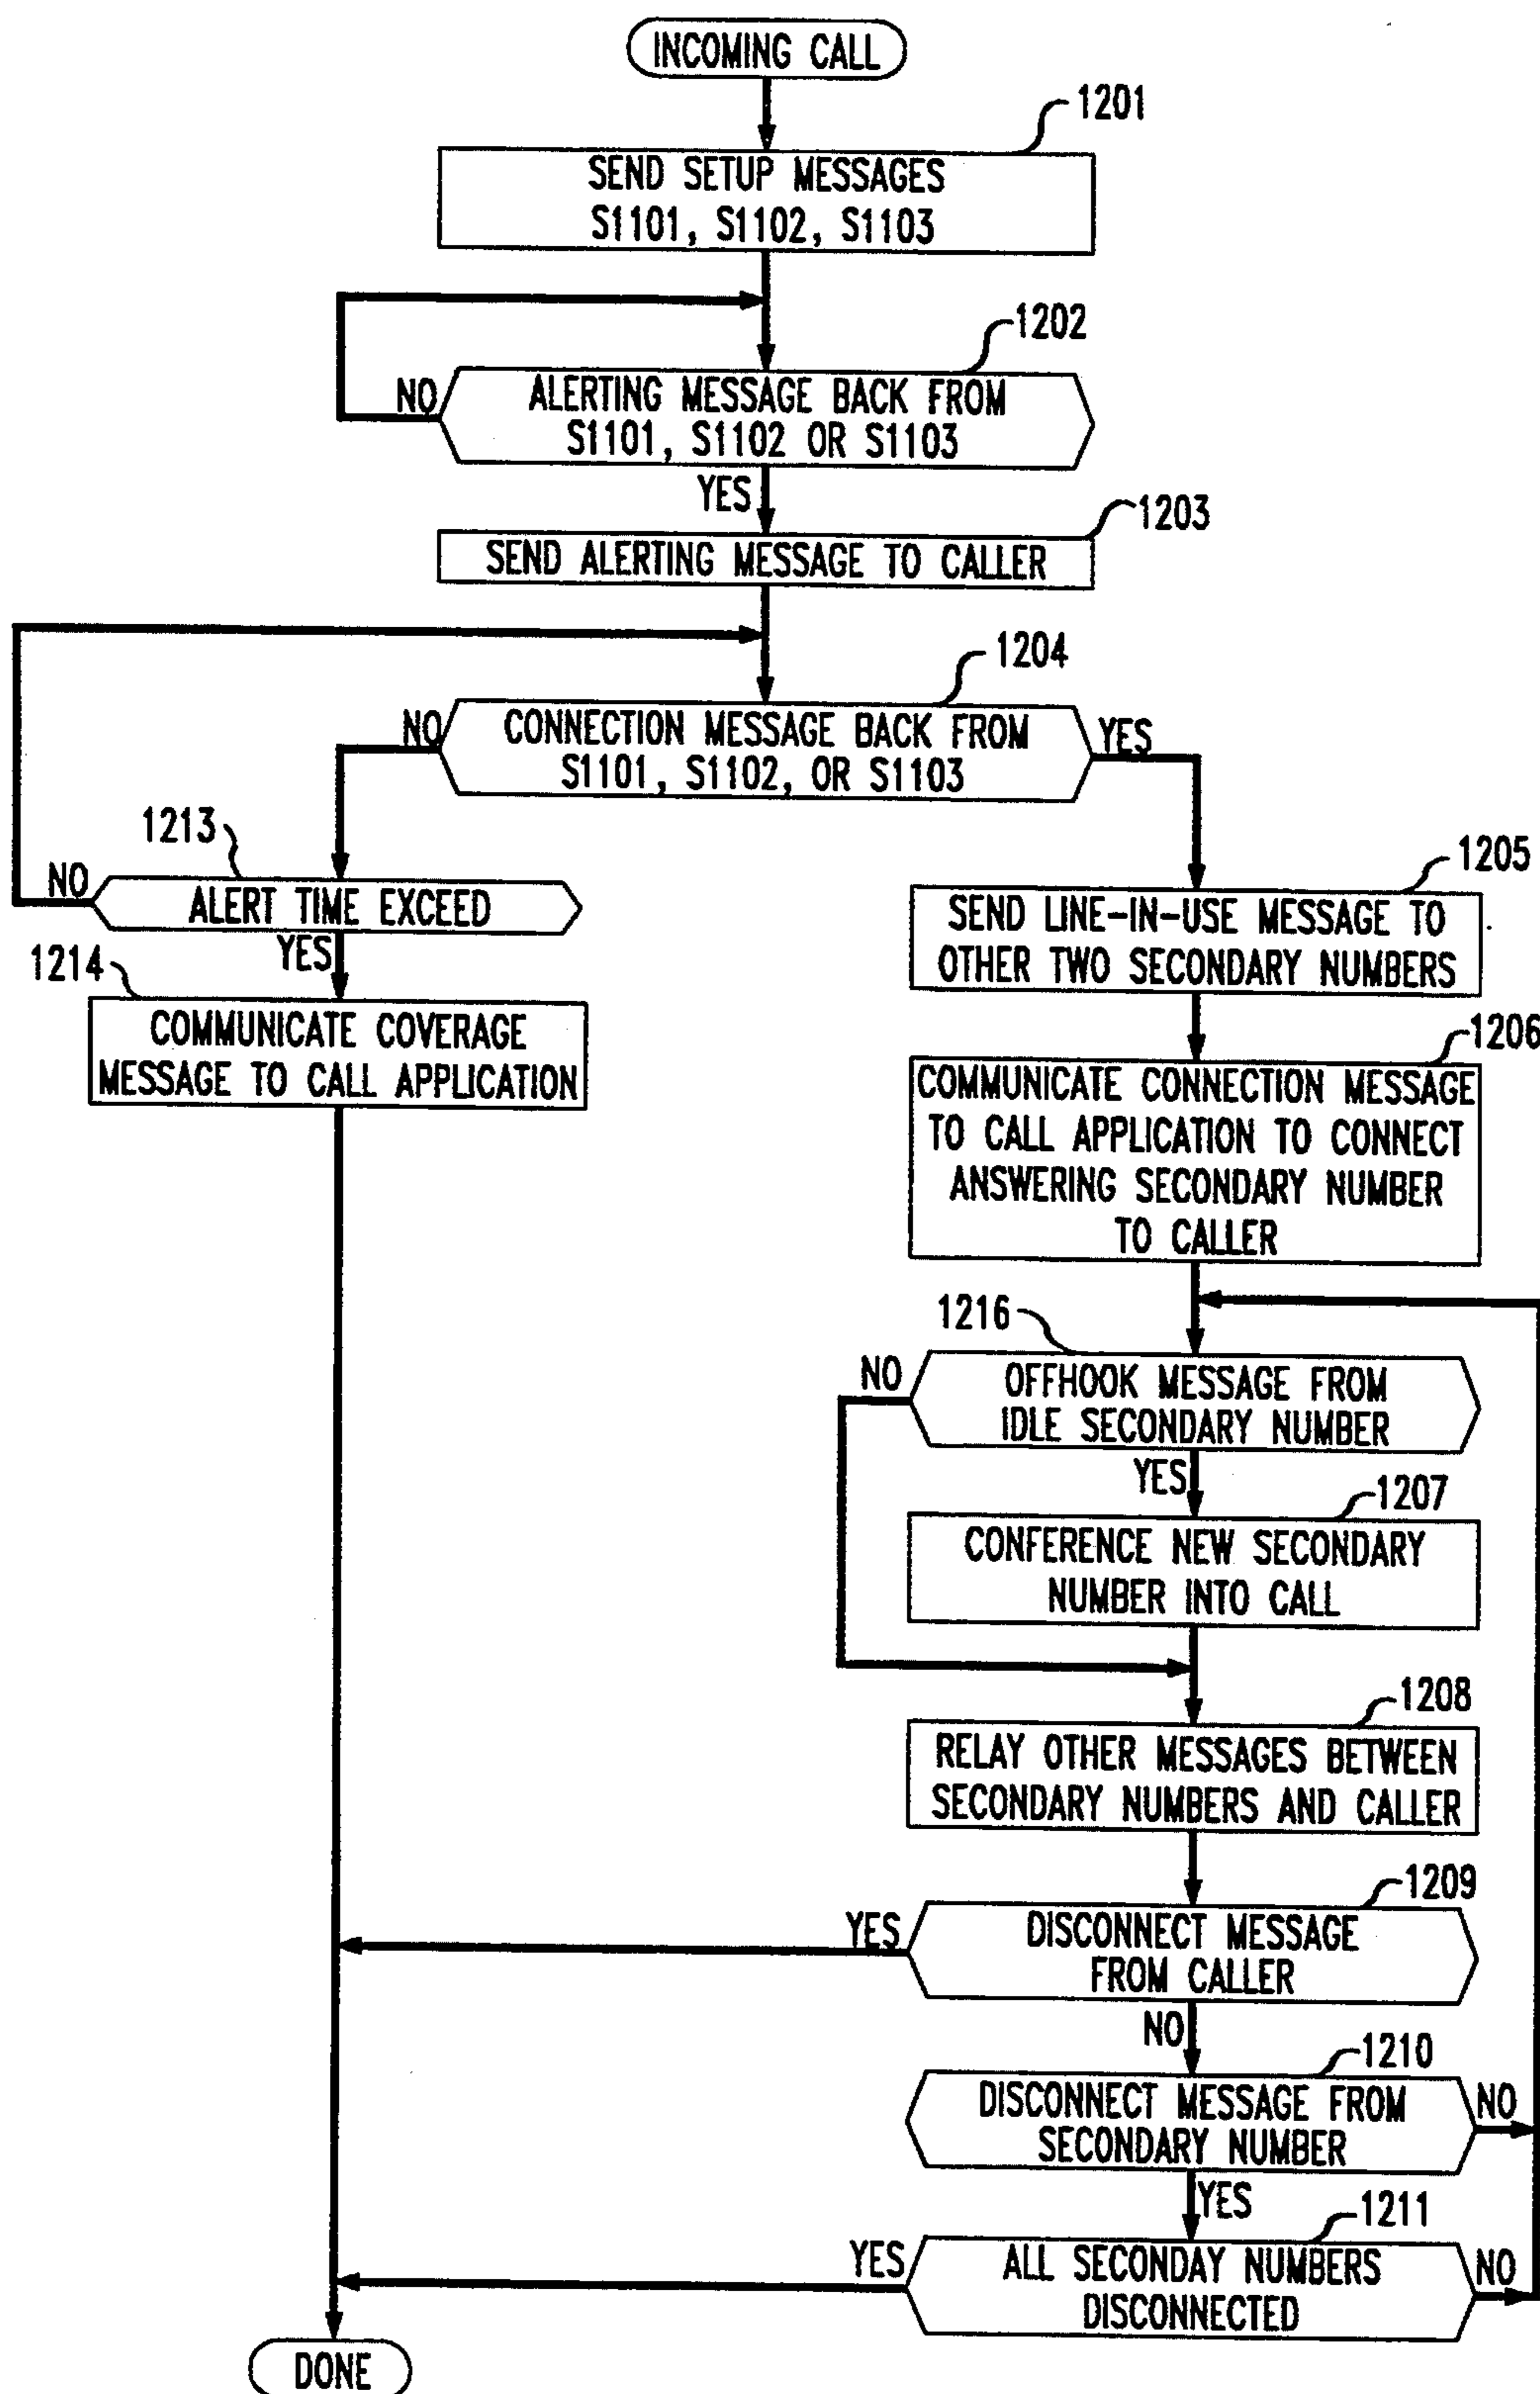 INCOMING CALL
1201
SEND SETUP MESSAGES
S1101, S1102, S1103
1202
NO
ALERTING MESSAGE BACK FROM
S1101, S1102 OR S1103
YES
1203
SEND ALERTING MESSAGE TO CALLER
1204
NO
CONNECTION MESSAGE BACK FROM
S1101, S1102, OR S1103
YES
1213
NO
ALERT TIME EXCEED
YES
1214
COMMUNICATE COVERAGE
MESSAGE TO CALL APPLICATION
1205
SEND LINE-IN-USE MESSAGE TO
OTHER TWO SECONDARY NUMBERS
1206
COMMUNICATE CONNECTION MESSAGE
TO CALL APPLICATION TO CONNECT
ANSWERING SECONDARY NUMBER
TO CALLER
1216
NO
OFFHOOK MESSAGE FROM
IDLE SECONDARY NUMBER
YES
1207
CONFERENCE NEW SECONDARY
NUMBER INTO CALL
1208
RELAY OTHER MESSAGES BETWEEN
SECONDARY NUMBERS AND CALLER
1209
YES
DISCONNECT MESSAGE
FROM CALLER
NO
1210
DISCONNECT MESSAGE FROM
SECONDARY NUMBER
NO
YES
1211
YES
ALL SECONDAY NUMBERS
DISCONNECTED
NO
DONE